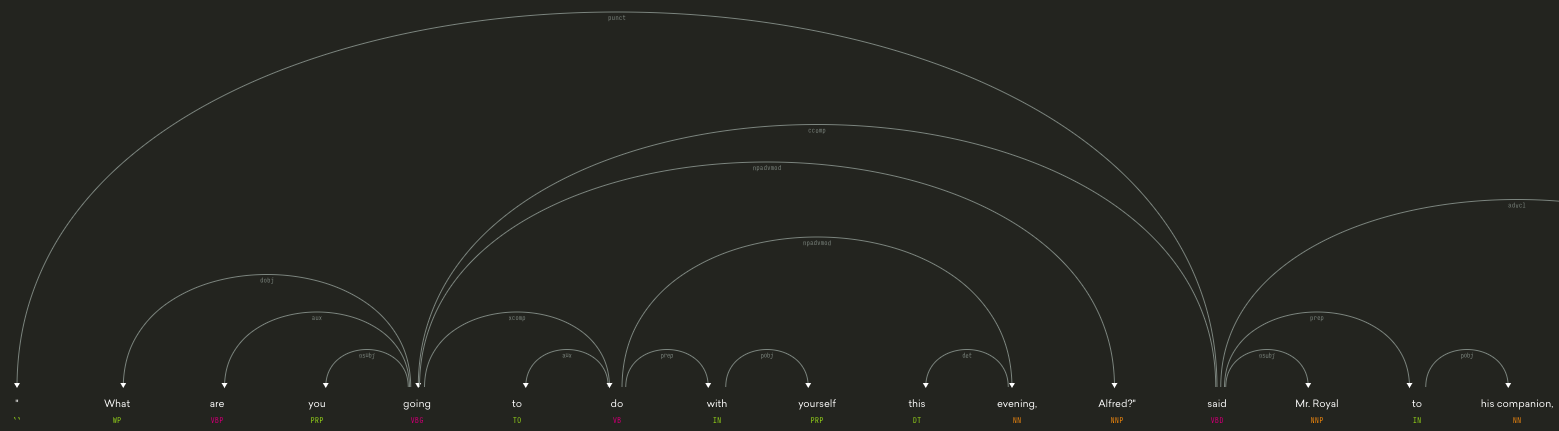 punct
ccomp
npadvmod
advcl
npadvmod
dobj
aux xcomp prep
nsubj aux prep pobj det nsubj pobj
" What are you going to do with yourself this evening, Alfred?" said Mr. Royal to his companion,
`` WP VBP PRP VBG TO VB IN PRP DT NN NNP VBD NNP IN NN